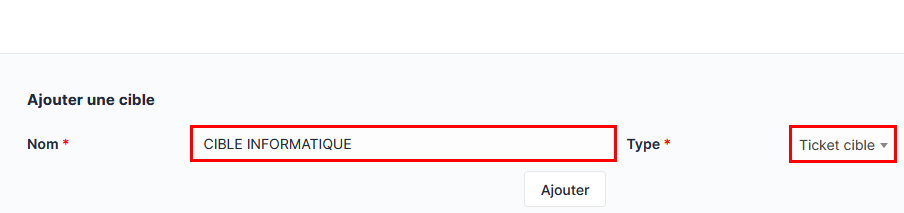 Ajouter une cible
Nom * CIBLE INFORMATIQUE Type * Ticket cible
Ajouter